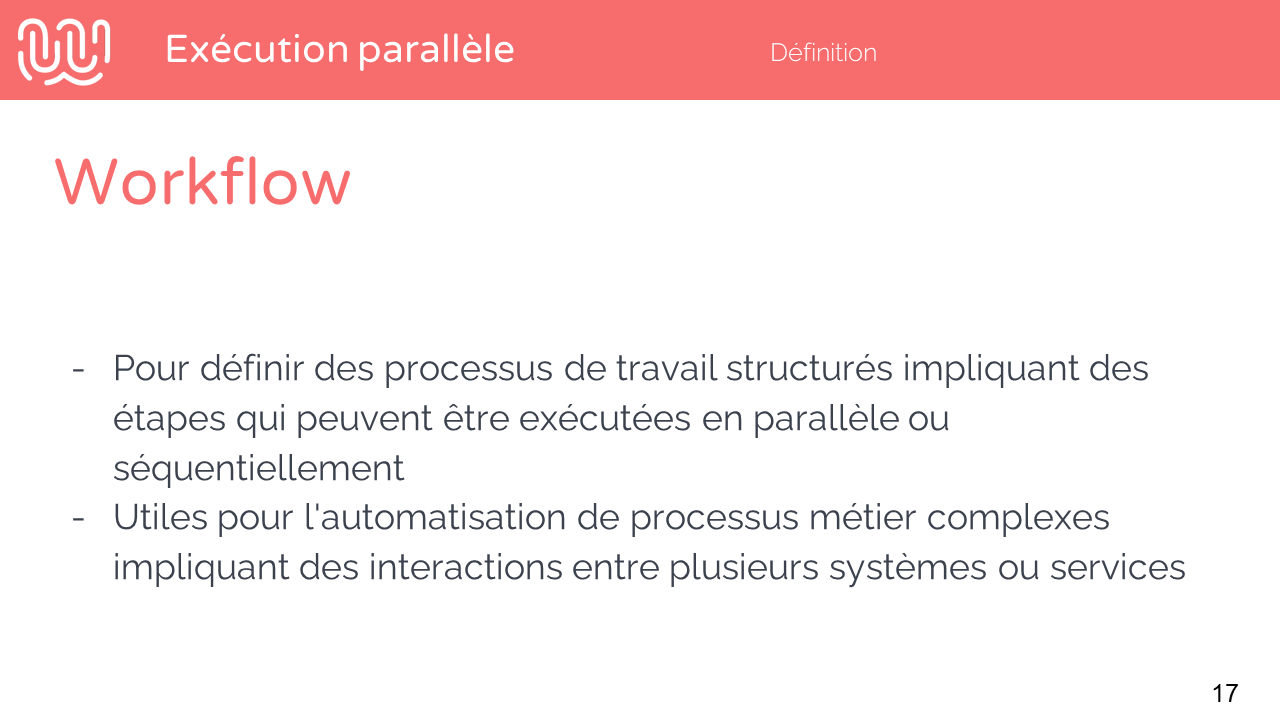 Exécution parallèle
Définition
Workflow
- Pour définir des processus de travail structurés impliquant des
étapes qui peuvent être exécutées en parallèle ou
séquentiellement
- Utiles pour l'automatisation de processus métier complexes
impliquant des interactions entre plusieurs systèmes ou services
17